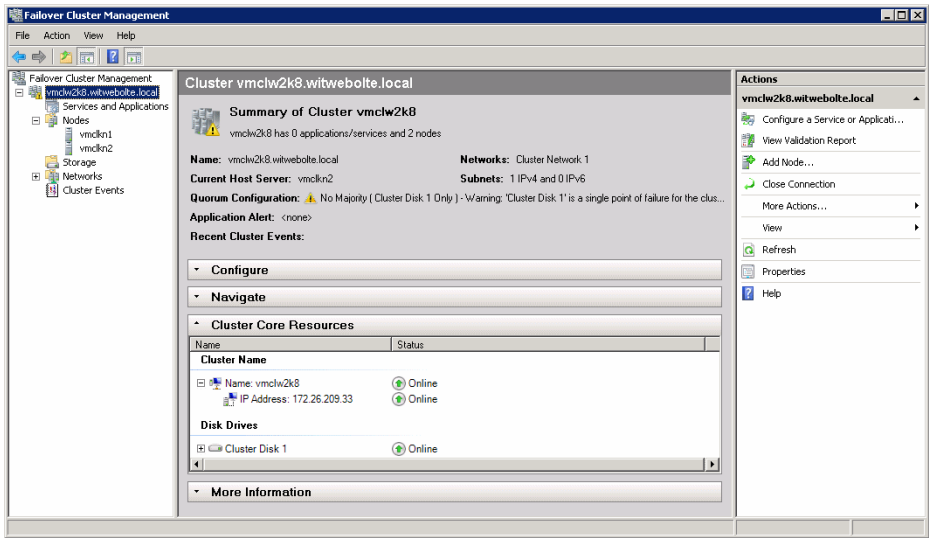 Failover Cluster Management
File Action View Help
Failover Cluster Management
vmclw2k8.witwebolte.local
Services and Applications
Nodes
vmclkn1
vmclkn2
Storage
Networks
Cluster Events
Cluster vmclw2k8.witwebolte.local
Summary of Cluster vmclw2k8
vmclw2k8 has 0 applications/services and 2 nodes
Name: vmclw2k8.witwebolte.local Networks: Cluster Network 1
Current Host Server: vmclkn2 Subnets: 1 IPv4 and 0 IPv6
Quorum Configuration: No Majority ( Cluster Disk 1 Only ) - Warning: 'Cluster Disk 1' is a single point of failure for the clus...
Application Alert: <none>
Recent Cluster Events:
Configure
Navigate
Cluster Core Resources
Name Status
Cluster Name
Name: vmclw2k8 Online
IP Address: 172.26.209.33 Online
Disk Drives
Cluster Disk 1 Online
More Information
Actions
vmclw2k8.witwebolte.local
Configure a Service or Applicati...
View Validation Report
Add Node...
Close Connection
More Actions...
View
Refresh
Properties
Help